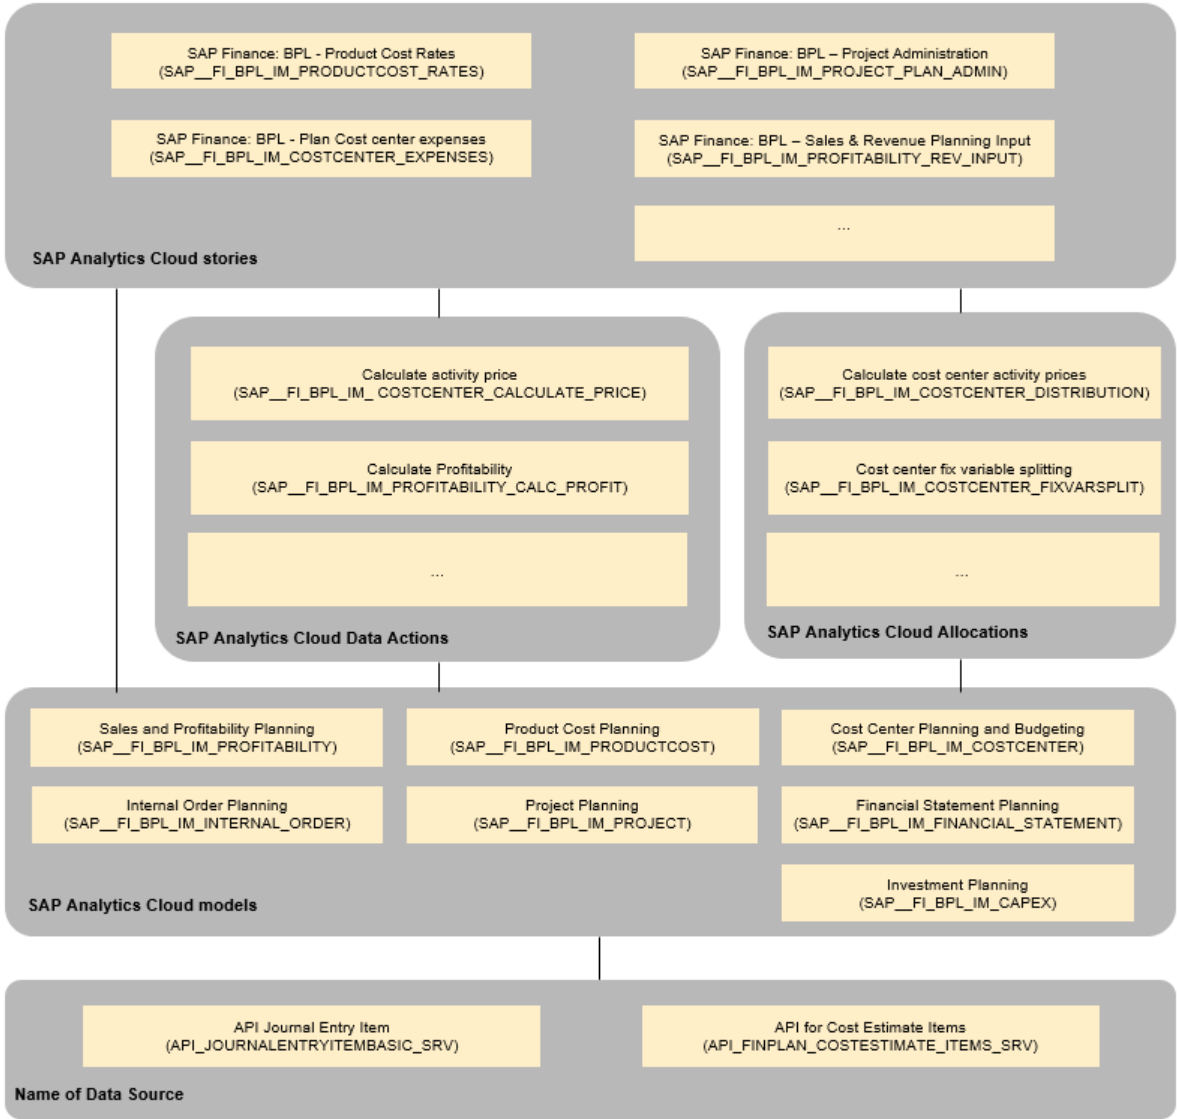 SAP Finance: BPL - Product Cost Rates
(SAP__FI_BPL_IM_PRODUCTCOST_RATES)
SAP Finance: BPL – Project Administration
(SAP__FI_BPL_IM_PROJECT_PLAN_ADMIN)
SAP Finance: BPL - Plan Cost center expenses
(SAP__FI_BPL_IM_COSTCENTER_EXPENSES)
SAP Finance: BPL – Sales & Revenue Planning Input
(SAP__FI_BPL_IM_PROFITABILITY_REV_INPUT)
...
SAP Analytics Cloud stories
Calculate activity price
(SAP__FI_BPL_IM_ COSTCENTER_CALCULATE_PRICE)
Calculate Profitability
(SAP__FI_BPL_IM_PROFITABILITY_CALC_PROFIT)
...
SAP Analytics Cloud Data Actions
Calculate cost center activity prices
(SAP__FI_BPL_IM_COSTCENTER_DISTRIBUTION)
Cost center fix variable splitting
(SAP__FI_BPL_IM_COSTCENTER_FIXVARSPLIT)
...
SAP Analytics Cloud Allocations
Sales and Profitability Planning
(SAP__FI_BPL_IM_PROFITABILITY)
Product Cost Planning
(SAP__FI_BPL_IM_PRODUCTCOST)
Cost Center Planning and Budgeting
(SAP__FI_BPL_IM_COSTCENTER)
Internal Order Planning
(SAP__FI_BPL_IM_INTERNAL_ORDER)
Project Planning
(SAP__FI_BPL_IM_PROJECT)
Financial Statement Planning
(SAP__FI_BPL_IM_FINANCIAL_STATEMENT)
Investment Planning
(SAP__FI_BPL_IM_CAPEX)
SAP Analytics Cloud models
API Journal Entry Item
(API_JOURNALENTRYITEMBASIC_SRV)
API for Cost Estimate Items
(API_FINPLAN_COSTESTIMATE_ITEMS_SRV)
Name of Data Source